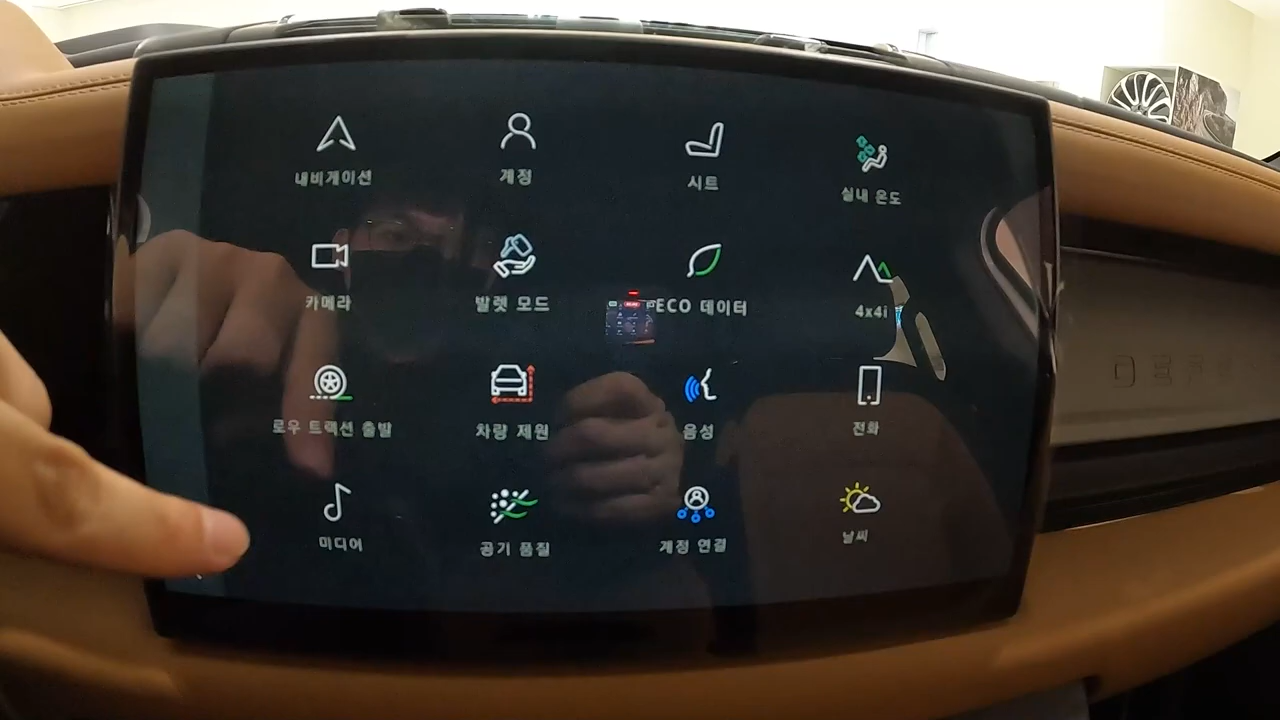 내비게이션
계정
시트
실내 온도
카메라
발렛 모드
ECO 데이터
4x4i
로우 트랙션 출발
차량 제원
음성
전화
미디어
공기 품질
계정 연결
날씨
DEF